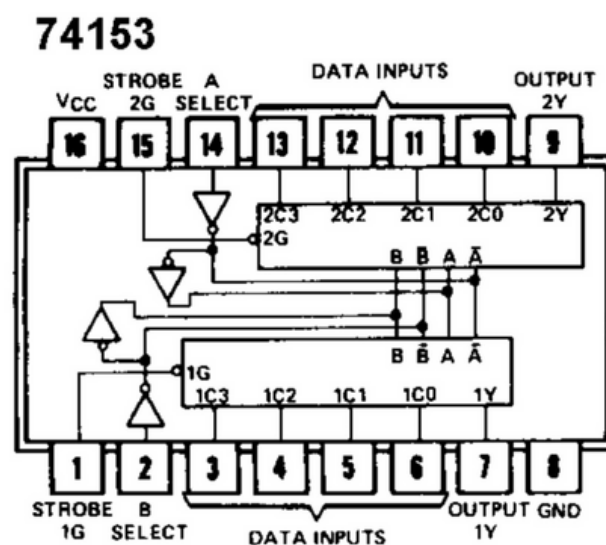 74153
STROBE A DATA INPUTS OUTPUT
VCC 2G SELECT 2Y
16 15 14 13 12 11 10 9
2C3 2C2 2C1 2C0 2Y
2G
B B̅ A A̅
B B̅ A A̅
1G
1C3 1C2 1C1 1C0 1Y
1 2 3 4 5 6 7 8
STROBE B DATA INPUTS OUTPUT GND
1G SELECT 1Y